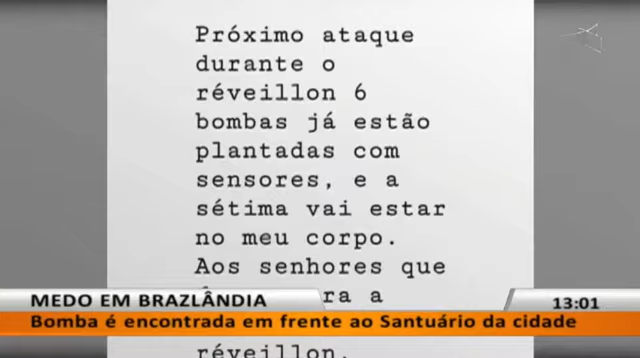 Próximo ataque
durante o
réveillon 6
bombas já estão
plantadas com
sensores, e a
sétima vai estar
no meu corpo.
Aos senhores que
ra a
MEDO EM BRAZLÂNDIA
13:01
Bomba é encontrada em frente ao Santuário da cidade
réveillon.